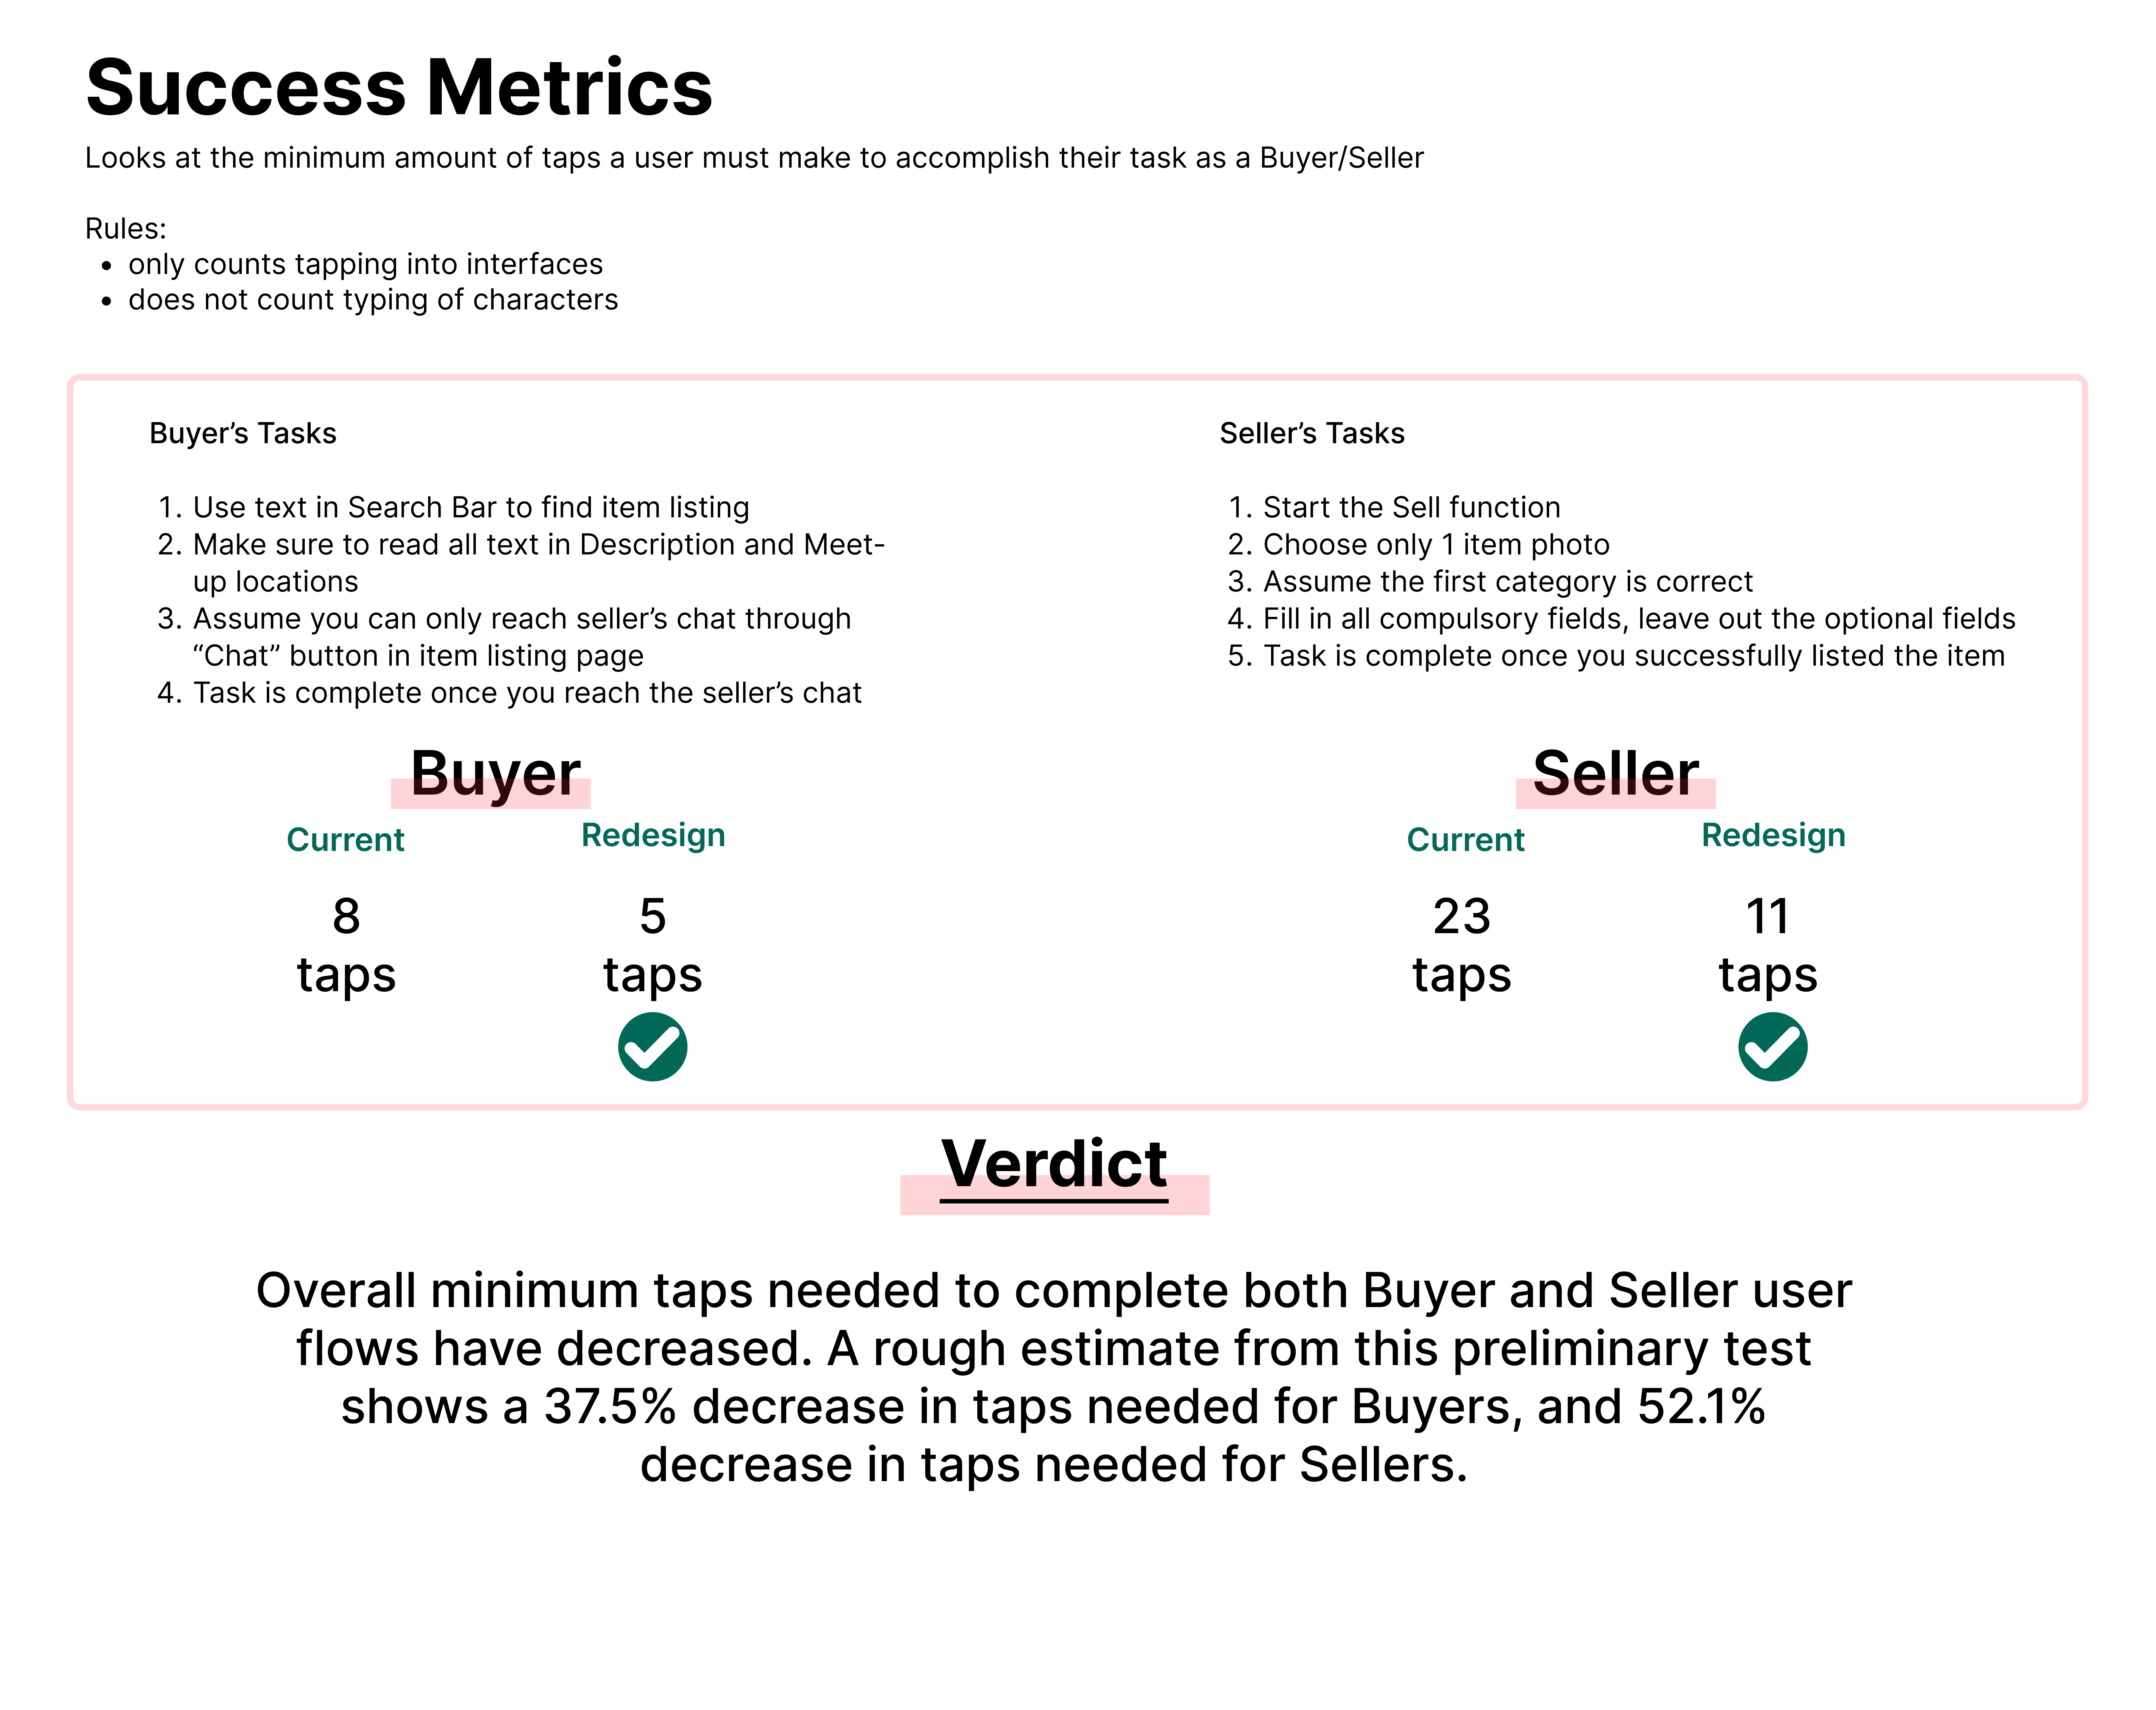 Success Metrics
Looks at the minimum amount of taps a user must make to accomplish their task as a Buyer/Seller
Rules:
• only counts tapping into interfaces
• does not count typing of characters
Buyer’s Tasks
1. Use text in Search Bar to find item listing
2. Make sure to read all text in Description and Meet-
up locations
3. Assume you can only reach seller’s chat through
“Chat” button in item listing page
4. Task is complete once you reach the seller’s chat
Buyer
Current
Redesign
8
taps
5
taps
Seller’s Tasks
1. Start the Sell function
2. Choose only 1 item photo
3. Assume the first category is correct
4. Fill in all compulsory fields, leave out the optional fields
5. Task is complete once you successfully listed the item
Seller
Current
Redesign
23
taps
11
taps
Verdict
Overall minimum taps needed to complete both Buyer and Seller user
flows have decreased. A rough estimate from this preliminary test
shows a 37.5% decrease in taps needed for Buyers, and 52.1%
decrease in taps needed for Sellers.